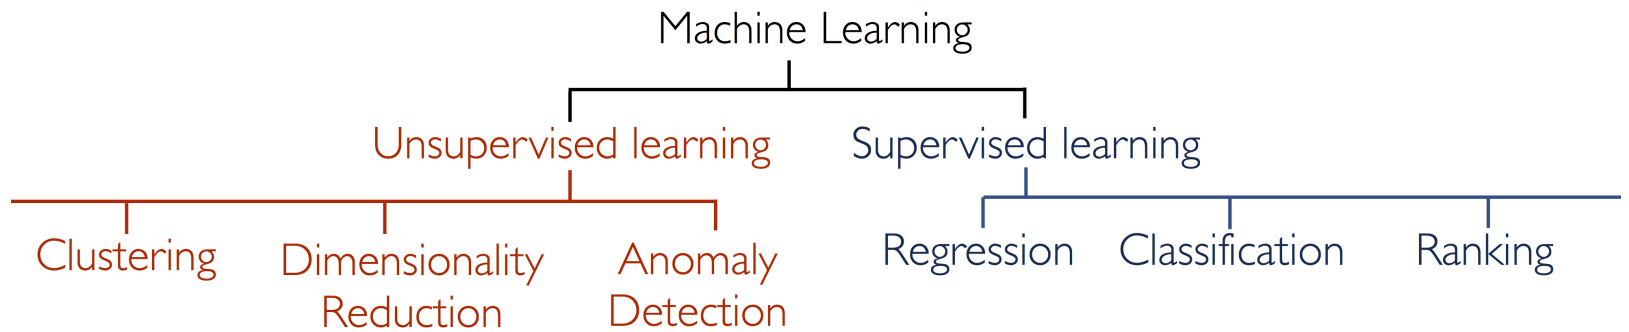 Machine Learning
Unsupervised learning
Supervised learning
Clustering
Dimensionality
Reduction
Anomaly
Detection
Regression
Classification
Ranking